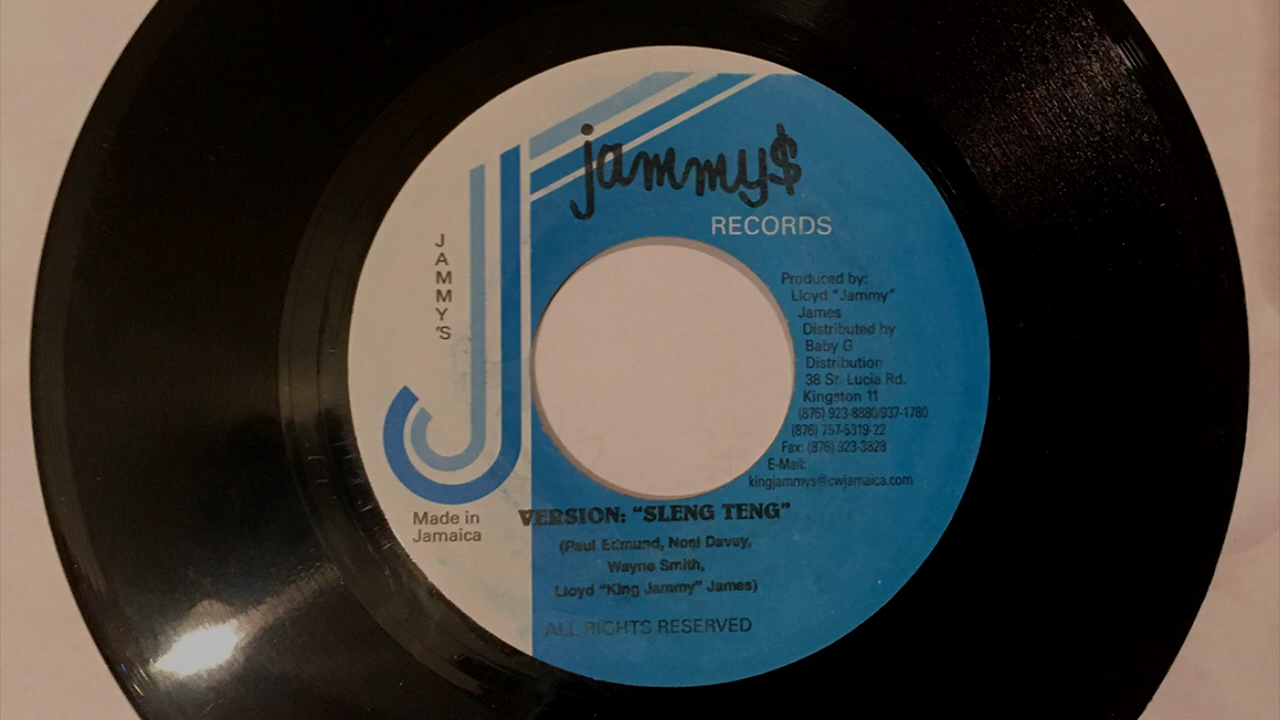 jammy$
RECORDS
JAMMY'S
Produced by:
Lloyd "Jammy"
James
Distributed by
Baby G
Distribution
38 St. Lucia Rd.
Kingston 11
(876) 923-8880/937-1780
(876) 757-5319-22
Fax: (876) 923-3828
E-Mail:
kingjammys@cwjamaica.com
Made in
Jamaica
VERSION: "SLENG TENG"
(Paul Edmund, Noel Davey,
Wayne Smith,
Lloyd "King Jammy" James)
ALL RIGHTS RESERVED